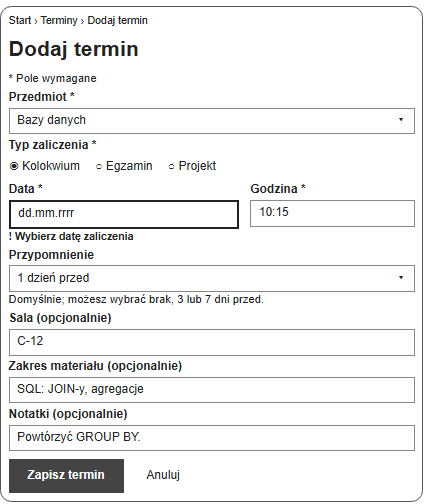 Start › Terminy › Dodaj termin
Dodaj termin
* Pole wymagane
Przedmiot *
Bazy danych
Typ zaliczenia *
Kolokwium Egzamin Projekt
Data * Godzina *
dd.mm.rrrr 10:15
! Wybierz datę zaliczenia
Przypomnienie
1 dzień przed
Domyślnie; możesz wybrać brak, 3 lub 7 dni przed.
Sala (opcjonalnie)
C-12
Zakres materiału (opcjonalnie)
SQL: JOIN-y, agregacje
Notatki (opcjonalnie)
Powtórzyć GROUP BY.
Zapisz termin Anuluj